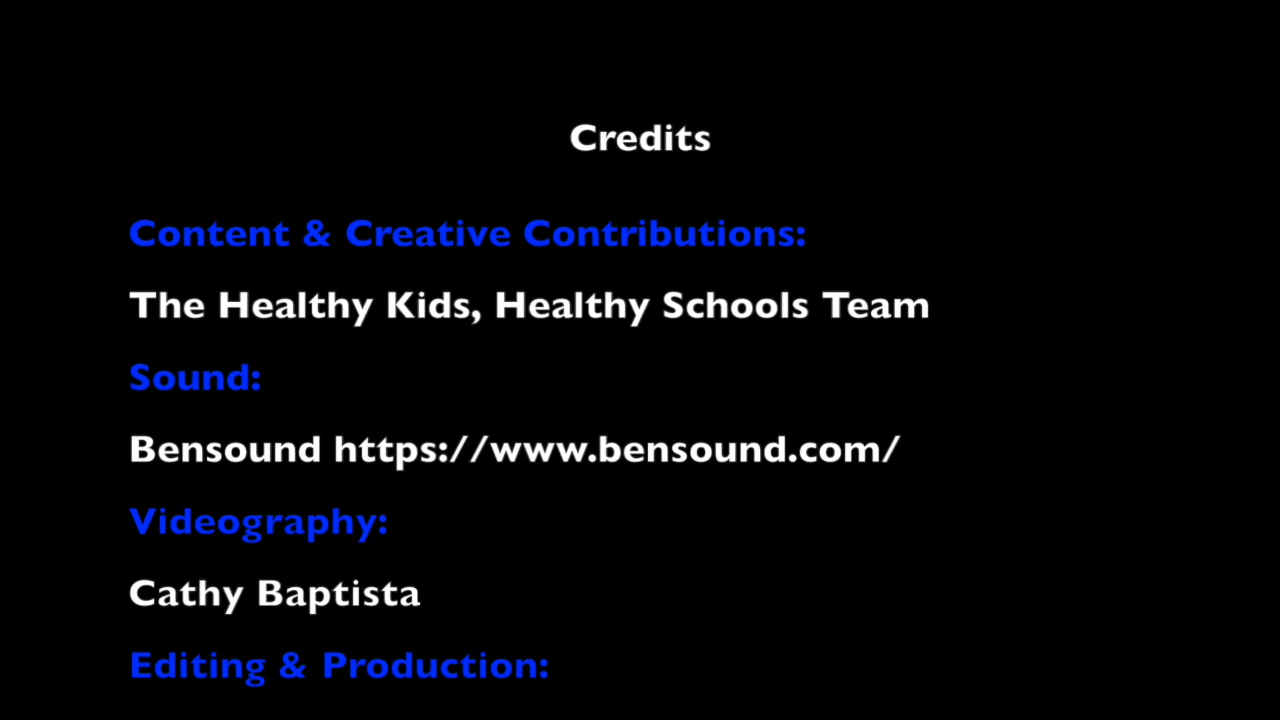 Credits
Content & Creative Contributions:
The Healthy Kids, Healthy Schools Team
Sound:
Bensound https://www.bensound.com/
Videography:
Cathy Baptista
Editing & Production: